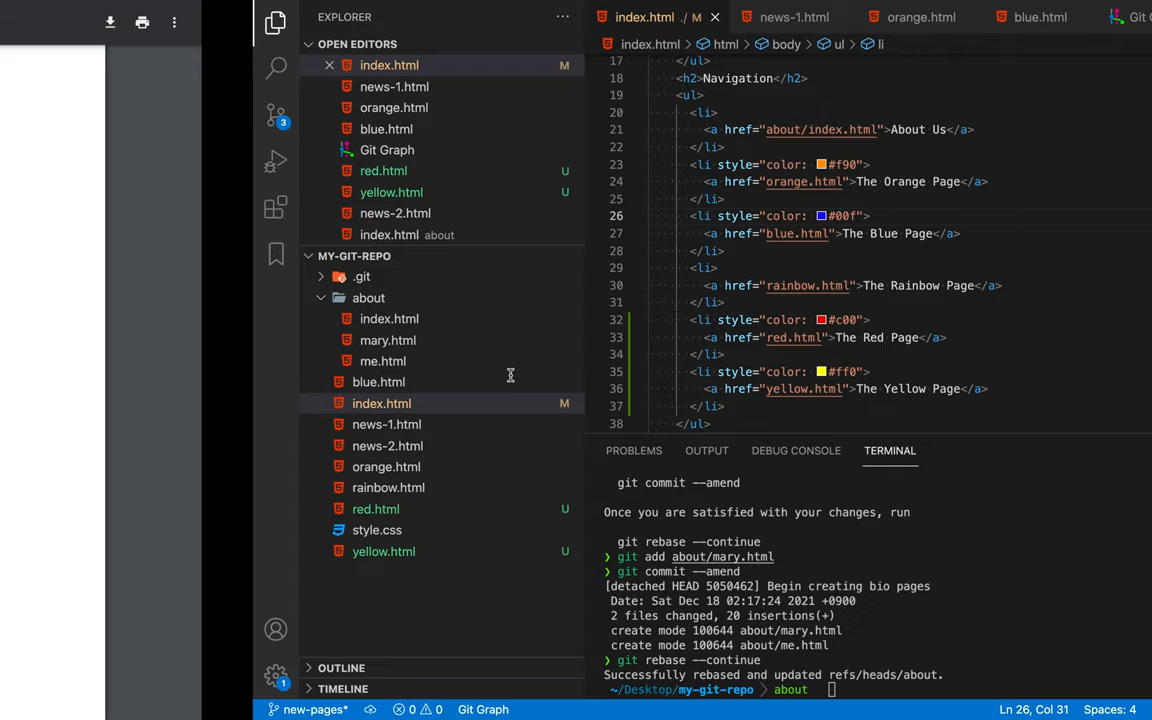 EXPLORER
OPEN EDITORS
index.html M
news-1.html
orange.html
blue.html
Git Graph
red.html U
yellow.html U
news-2.html
index.html about
MY-GIT-REPO
.git
about
index.html
mary.html
me.html
blue.html
index.html M
news-1.html
news-2.html
orange.html
rainbow.html
red.html U
style.css
yellow.html U
OUTLINE
TIMELINE
3
1
index.html ./ M news-1.html orange.html blue.html Git G
index.html > html > body > ul > li
17 </ul>
18 <h2>Navigation</h2>
19 <ul>
20 <li>
21 <a href="about/index.html">About Us</a>
22 </li>
23 <li style="color: #f90">
24 <a href="orange.html">The Orange Page</a>
25 </li>
26 <li style="color: #00f">
27 <a href="blue.html">The Blue Page</a>
28 </li>
29 <li>
30 <a href="rainbow.html">The Rainbow Page</a>
31 </li>
32 <li style="color: #c00">
33 <a href="red.html">The Red Page</a>
34 </li>
35 <li style="color: #ff0">
36 <a href="yellow.html">The Yellow Page</a>
37 </li>
38 </ul>
PROBLEMS OUTPUT DEBUG CONSOLE TERMINAL
git commit --amend
Once you are satisfied with your changes, run
git rebase --continue
❯ git add about/mary.html
❯ git commit --amend
[detached HEAD 5050462] Begin creating bio pages
Date: Sat Dec 18 02:17:24 2021 +0900
2 files changed, 20 insertions(+)
create mode 100644 about/mary.html
create mode 100644 about/me.html
❯ git rebase --continue
Successfully rebased and updated refs/heads/about.
~/Desktop/my-git-repo ❯ about
new-pages* 0 0 Git Graph Ln 26, Col 31 Spaces: 4